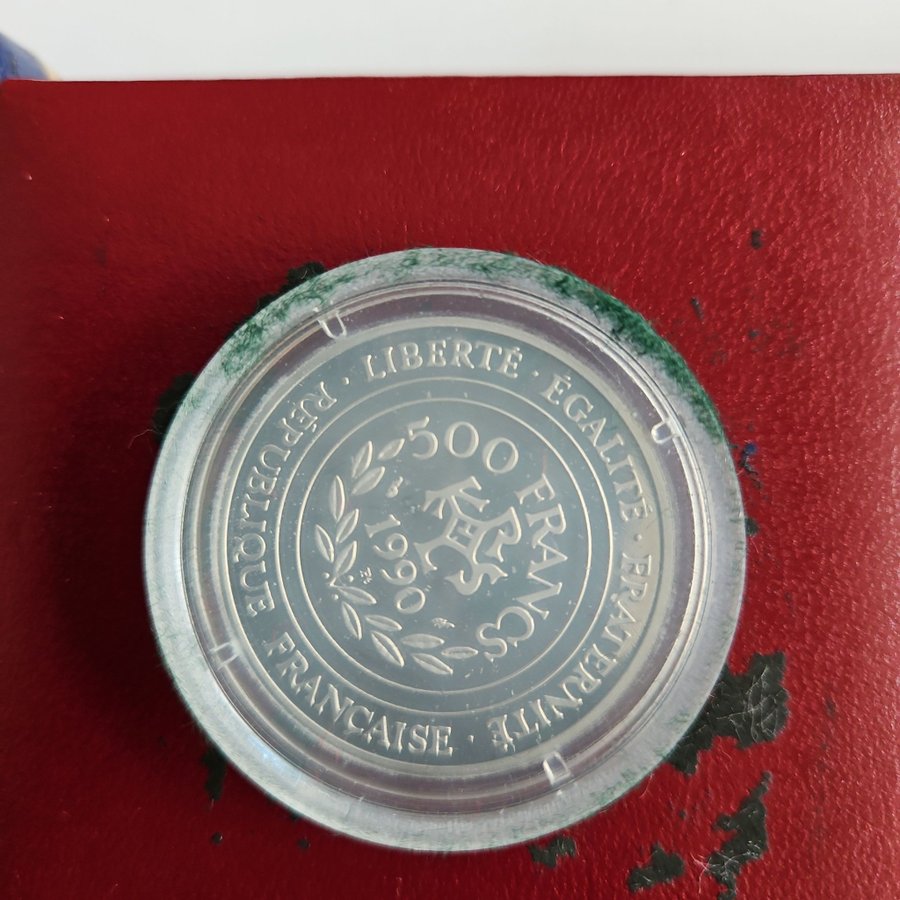 RÉPUBLIQUE FRANÇAISE · LIBERTÉ · ÉGALITÉ · FRATERNITÉ ·
500 FRANCS
1990